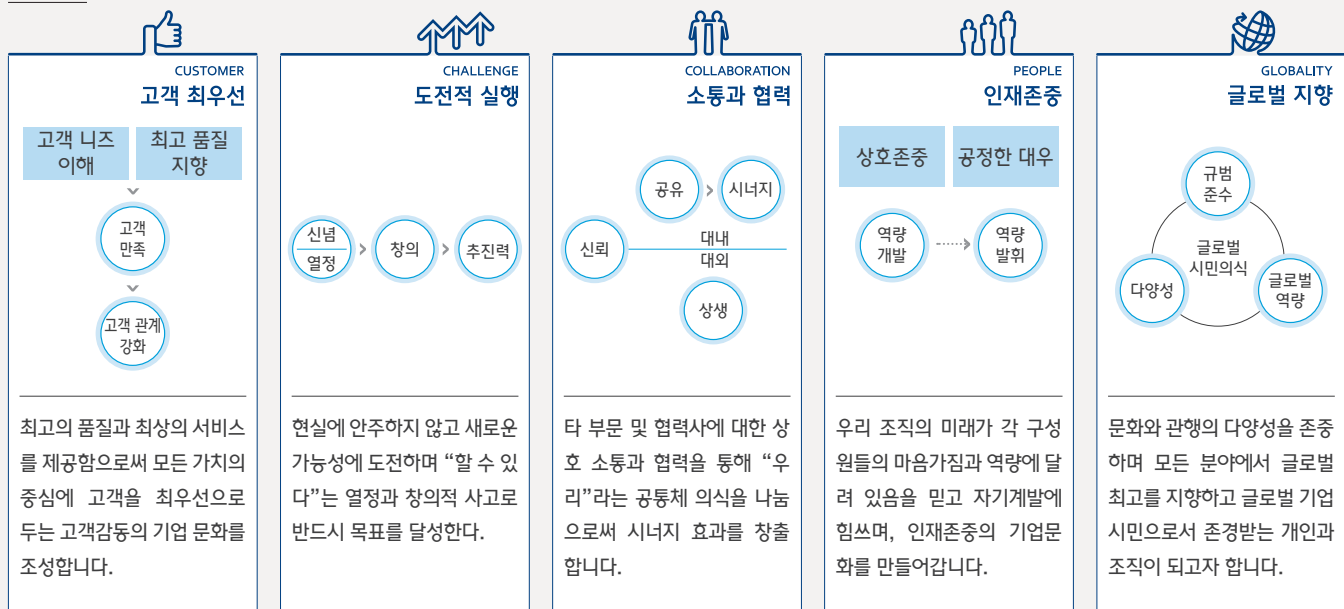 CUSTOMER
고객 최우선
고객 니즈
이해
최고 품질
지향
고객
만족
고객 관계
강화
최고의 품질과 최상의 서비스
를 제공함으로써 모든 가치의
중심에 고객을 최우선으로
두는 고객감동의 기업 문화를
조성합니다.
CHALLENGE
도전적 실행
신념
열정
창의
추진력
현실에 안주하지 않고 새로운
가능성에 도전하며 “할 수 있
다”는 열정과 창의적 사고로
반드시 목표를 달성한다.
COLLABORATION
소통과 협력
공유
시너지
신뢰
대내
대외
상생
타 부문 및 협력사에 대한 상
호 소통과 협력을 통해 “우
리”라는 공통체 의식을 나눔
으로써 시너지 효과를 창출
합니다.
PEOPLE
인재존중
상호존중
공정한 대우
역량
개발
역량
발휘
우리 조직의 미래가 각 구성
원들의 마음가짐과 역량에 달
려 있음을 믿고 자기계발에
힘쓰며, 인재존중의 기업문
화를 만들어갑니다.
GLOBALITY
글로벌 지향
규범
준수
글로벌
시민의식
다양성
글로벌
역량
문화와 관행의 다양성을 존중
하며 모든 분야에서 글로벌
최고를 지향하고 글로벌 기업
시민으로서 존경받는 개인과
조직이 되고자 합니다.